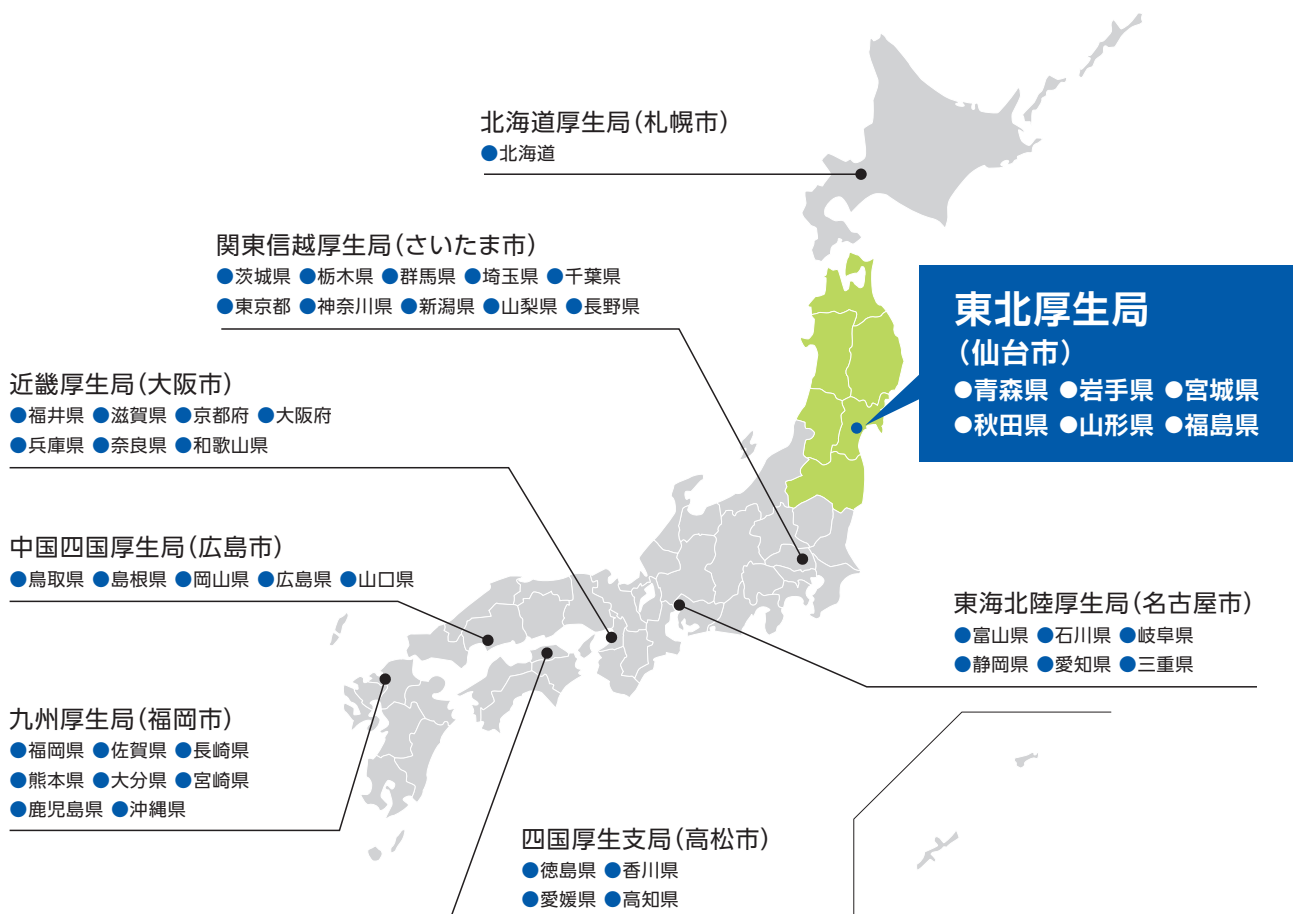 北海道厚生局(札幌市)
●北海道
関東信越厚生局(さいたま市)
●茨城県 ●栃木県 ●群馬県 ●埼玉県 ●千葉県
●東京都 ●神奈川県 ●新潟県 ●山梨県 ●長野県
東北厚生局
(仙台市)
●青森県 ●岩手県 ●宮城県
●秋田県 ●山形県 ●福島県
近畿厚生局(大阪市)
●福井県 ●滋賀県 ●京都府 ●大阪府
●兵庫県 ●奈良県 ●和歌山県
中国四国厚生局(広島市)
●鳥取県 ●島根県 ●岡山県 ●広島県 ●山口県
東海北陸厚生局(名古屋市)
●富山県 ●石川県 ●岐阜県
●静岡県 ●愛知県 ●三重県
九州厚生局(福岡市)
●福岡県 ●佐賀県 ●長崎県
●熊本県 ●大分県 ●宮崎県
●鹿児島県 ●沖縄県
四国厚生支局(高松市)
●徳島県 ●香川県
●愛媛県 ●高知県